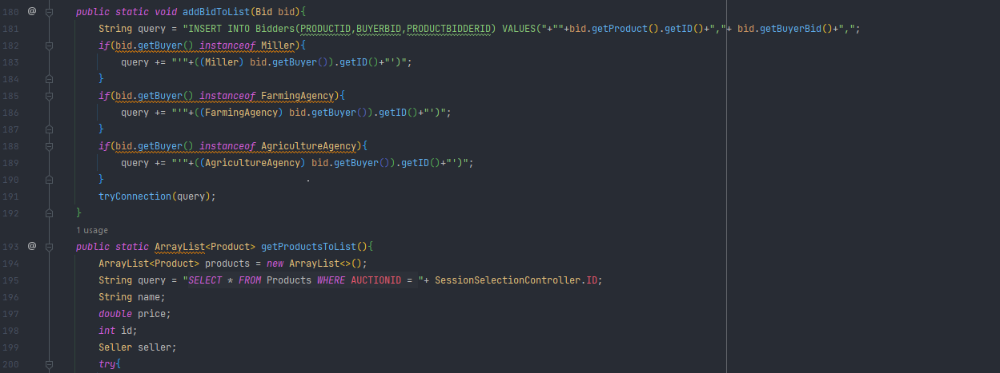 180 @ public static void addBidToList(Bid bid){
181 String query = "INSERT INTO Bidders(PRODUCTID,BUYERBID,PRODUCTBIDDERID) VALUES("+""+bid.getProduct().getID()+","+ bid.getBuyerBid()+",";
182 if(bid.getBuyer() instanceof Miller){
183 query += "'"+((Miller) bid.getBuyer()).getID()+"')";
184 }
185 if(bid.getBuyer() instanceof FarmingAgency){
186 query += "'"+((FarmingAgency) bid.getBuyer()).getID()+"')";
187 }
188 if(bid.getBuyer() instanceof AgricultureAgency){
189 query += "'"+((AgricultureAgency) bid.getBuyer()).getID()+"')";
190 }
191 tryConnection(query);
192 }
1 usage
193 @ public static ArrayList<Product> getProductsToList(){
194 ArrayList<Product> products = new ArrayList<>();
195 String query = "SELECT * FROM Products WHERE AUCTIONID = "+ SessionSelectionController.ID;
196 String name;
197 double price;
198 int id;
199 Seller seller;
200 try{